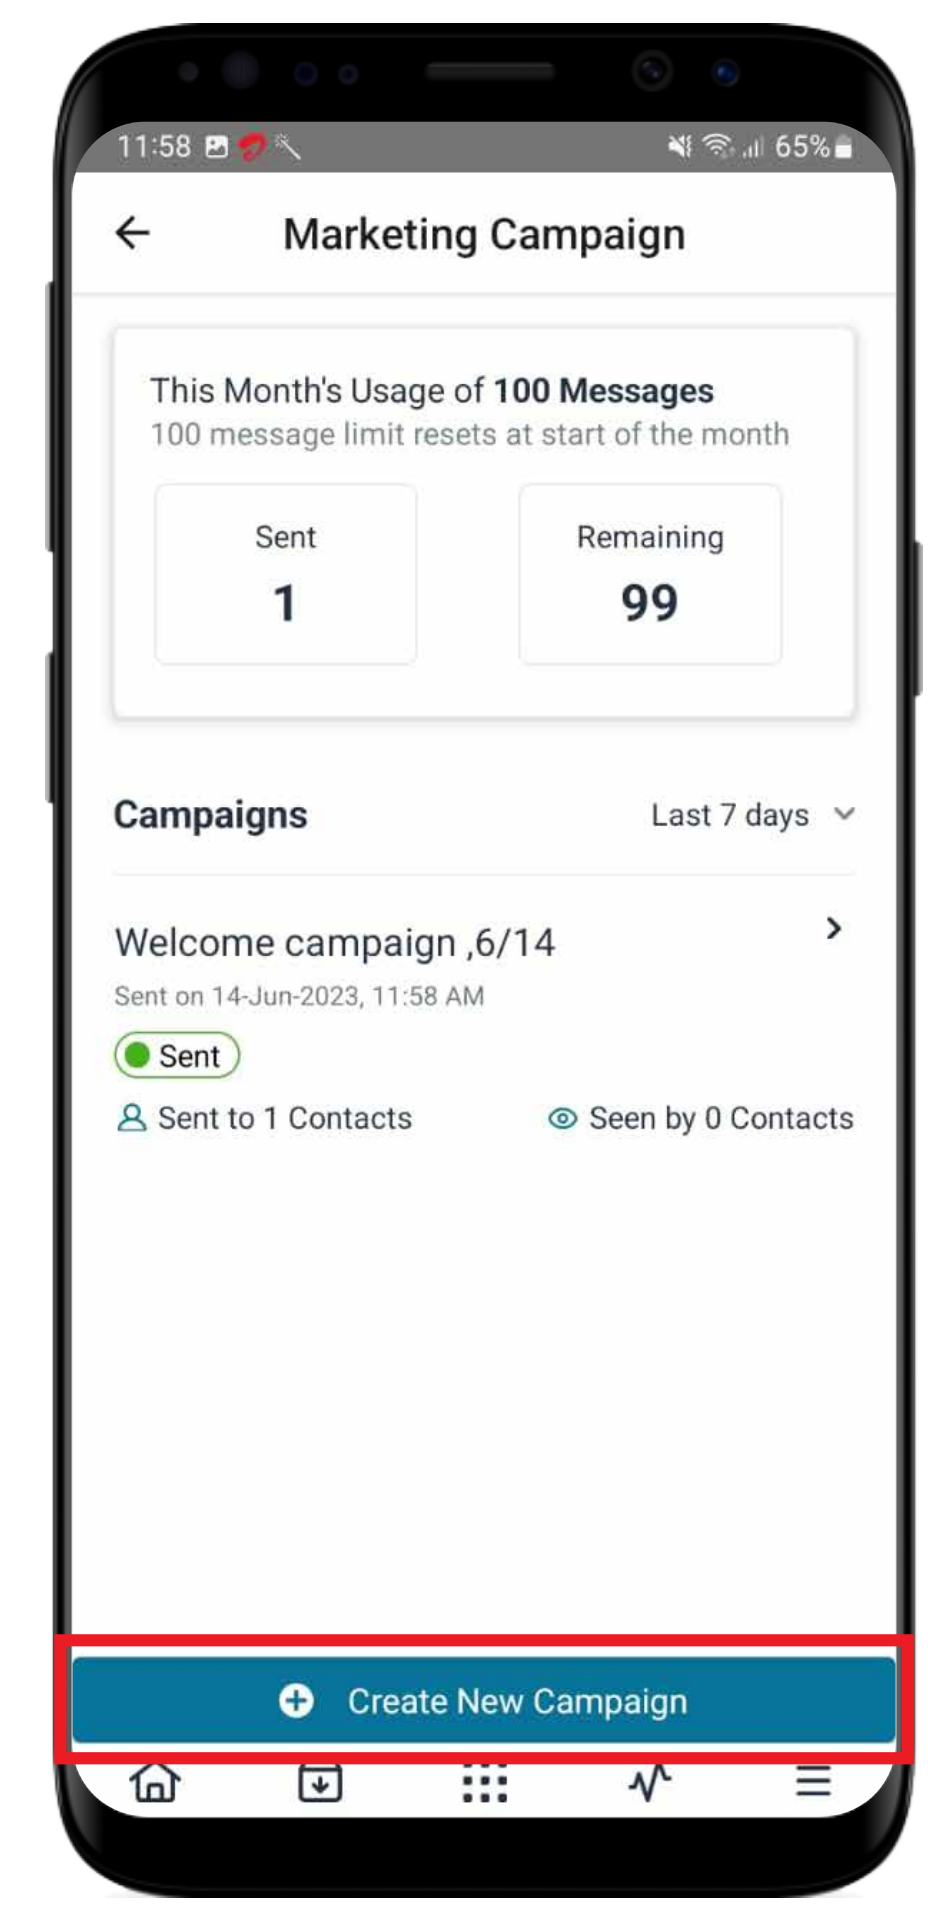 11:58 65%
Marketing Campaign
This Month's Usage of 100 Messages
100 message limit resets at start of the month
Sent Remaining
1 99
Campaigns Last 7 days
Welcome campaign ,6/14
Sent on 14-Jun-2023, 11:58 AM
Sent
Sent to 1 Contacts Seen by 0 Contacts
Create New Campaign